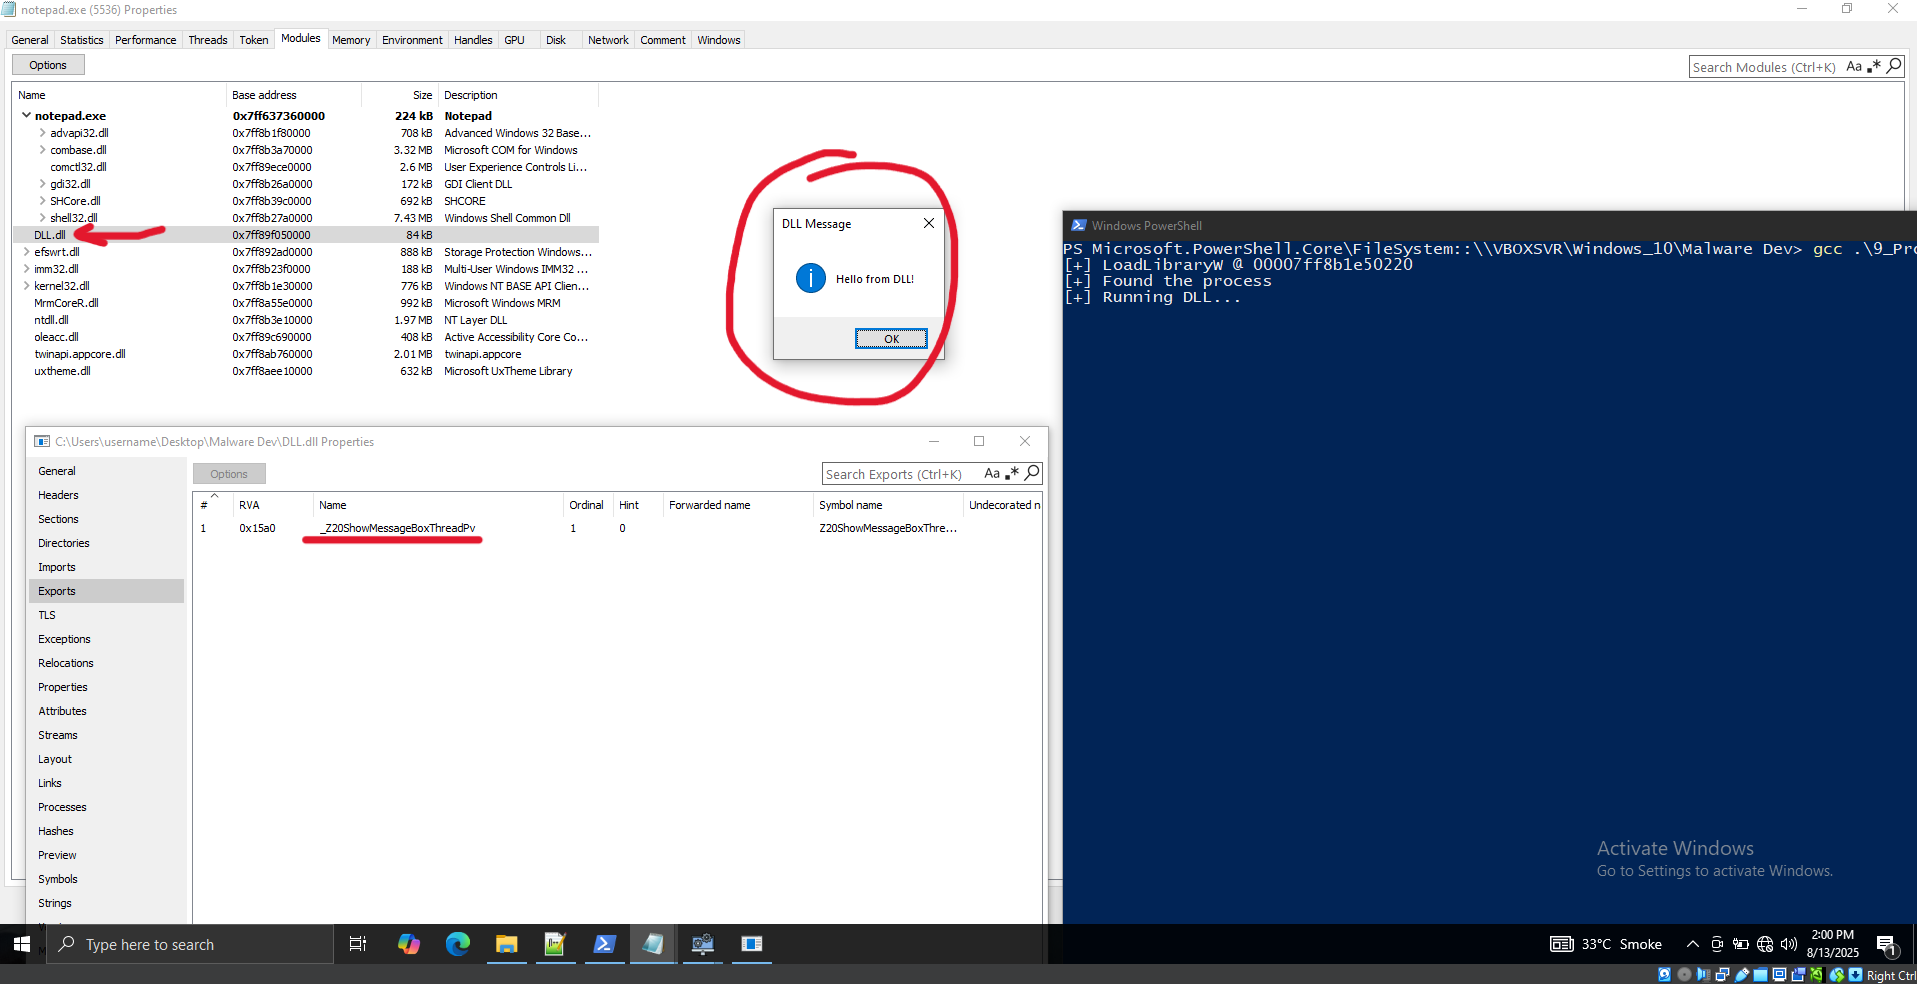 notepad.exe (5536) Properties
General Statistics Performance Threads Token Modules Memory Environment Handles GPU Disk Network Comment Windows
Options
Search Modules (Ctrl+K) Aa .*
Name Base address Size Description
notepad.exe 0x7ff637360000 224 kB Notepad
advapi32.dll 0x7ff8b1f80000 708 kB Advanced Windows 32 Base...
combase.dll 0x7ff8b3a70000 3.32 MB Microsoft COM for Windows
comctl32.dll 0x7ff89ece0000 2.6 MB User Experience Controls Li...
gdi32.dll 0x7ff8b26a0000 172 kB GDI Client DLL
SHCore.dll 0x7ff8b39c0000 692 kB SHCORE
shell32.dll 0x7ff8b27a0000 7.43 MB Windows Shell Common Dll
DLL.dll 0x7ff89f050000 84 kB
efswrt.dll 0x7ff892ad0000 888 kB Storage Protection Windows...
imm32.dll 0x7ff8b23f0000 188 kB Multi-User Windows IMM32 ...
kernel32.dll 0x7ff8b1e30000 776 kB Windows NT BASE API Clien...
MrmCoreR.dll 0x7ff8a55e0000 992 kB Microsoft Windows MRM
ntdll.dll 0x7ff8b3e10000 1.97 MB NT Layer DLL
oleacc.dll 0x7ff89c690000 408 kB Active Accessibility Core Co...
twinapi.appcore.dll 0x7ff8ab760000 2.01 MB twinapi.appcore
uxtheme.dll 0x7ff8aee10000 632 kB Microsoft UxTheme Library
DLL Message
Hello from DLL!
OK
Windows PowerShell
PS Microsoft.PowerShell.Core\FileSystem::\\VBOXSVR\Windows_10\Malware Dev> gcc .\9_Pro
[+] LoadLibraryW @ 00007ff8b1e50220
[+] Found the process
[+] Running DLL...
C:\Users\username\Desktop\Malware Dev\DLL.dll Properties
General
Headers
Sections
Directories
Imports
Exports
TLS
Exceptions
Relocations
Properties
Attributes
Streams
Layout
Links
Processes
Hashes
Preview
Symbols
Strings
Options
Search Exports (Ctrl+K) Aa .*
# RVA Name Ordinal Hint Forwarded name Symbol name Undecorated n
1 0x15a0 _Z20ShowMessageBoxThreadPv 1 0 Z20ShowMessageBoxThre...
Activate Windows
Go to Settings to activate Windows.
Type here to search
33°C Smoke
2:00 PM
8/13/2025
1
Right Ctrl